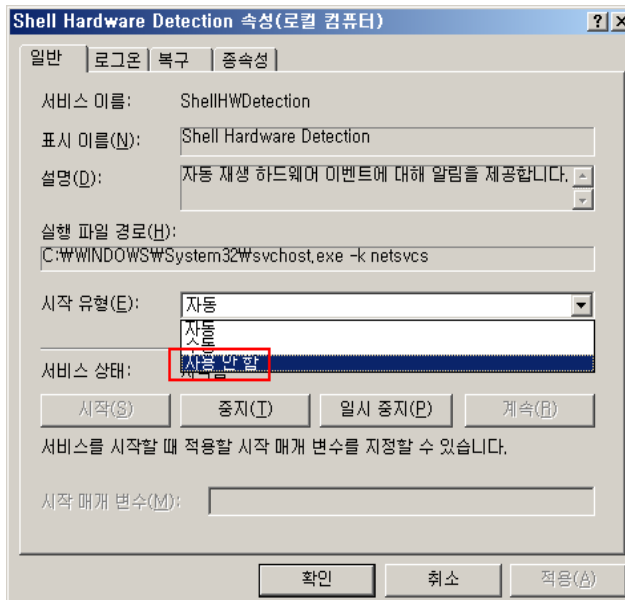 Shell Hardware Detection 속성(로컬 컴퓨터)
일반 로그온 복구 종속성
서비스 이름: ShellHWDetection
표시 이름(N): Shell Hardware Detection
설명(D): 자동 재생 하드웨어 이벤트에 대해 알림을 제공합니다.
실행 파일 경로(H):
C:₩WINDOWS₩System32₩svchost.exe -k netsvcs
시작 유형(E): 자동
자동
수동
사용 안 함
서비스 상태: 시작됨
시작(S) 중지(T) 일시 중지(P) 계속(R)
서비스를 시작할 때 적용할 시작 매개 변수를 지정할 수 있습니다.
시작 매개 변수(M):
확인 취소 적용(A)